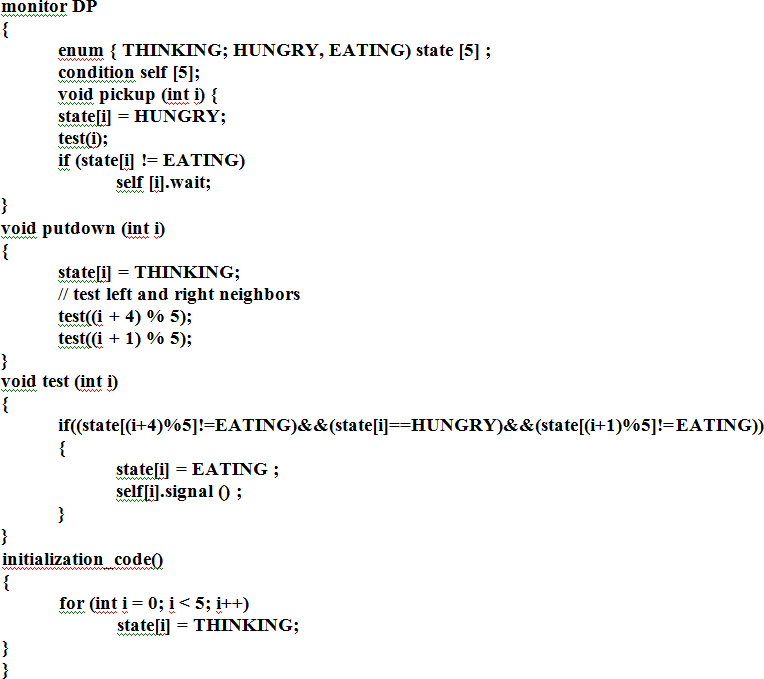 monitor DP
{
enum { THINKING; HUNGRY, EATING) state [5] ;
condition self [5];
void pickup (int i) {
state[i] = HUNGRY;
test(i);
if (state[i] != EATING)
self [i].wait;
}
void putdown (int i)
{
state[i] = THINKING;
// test left and right neighbors
test((i + 4) % 5);
test((i + 1) % 5);
}
void test (int i)
{
if((state[(i+4)%5]!=EATING)&&(state[i]==HUNGRY)&&(state[(i+1)%5]!=EATING))
{
state[i] = EATING ;
self[i].signal () ;
}
}
initialization_code()
{
for (int i = 0; i < 5; i++)
state[i] = THINKING;
}
}